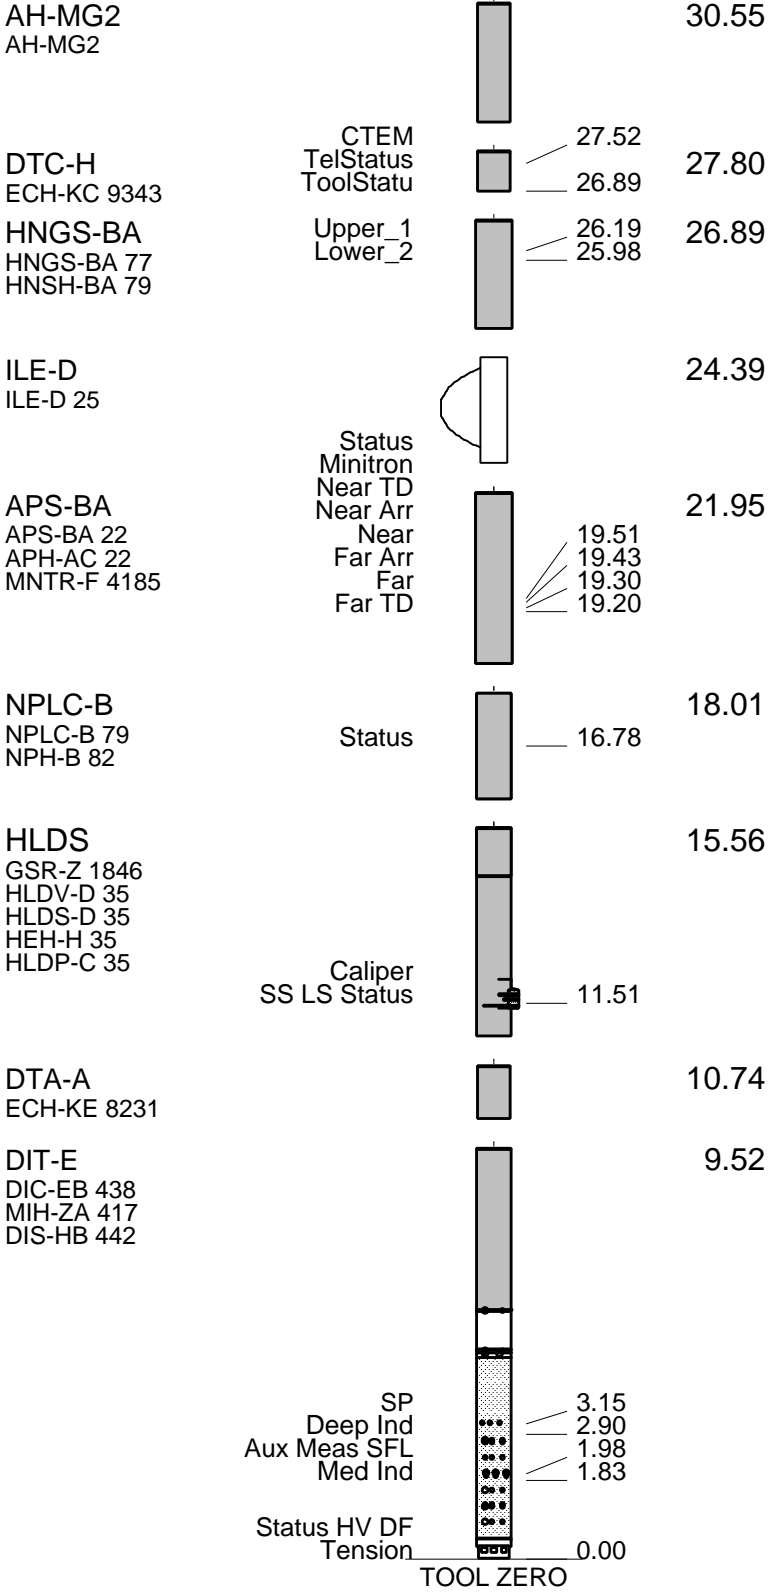 AH-MG2 30.55
AH-MG2
CTEM 27.52
DTC-H TelStatus 27.80
ECH-KC 9343 ToolStatu 26.89
HNGS-BA Upper_1 26.19 26.89
HNGS-BA 77 Lower_2 25.98
HNSH-BA 79
ILE-D 24.39
ILE-D 25
Status
Minitron
Near TD
APS-BA Near Arr 21.95
APS-BA 22 Near 19.51
APH-AC 22 Far Arr 19.43
MNTR-F 4185 Far 19.30
Far TD 19.20
NPLC-B 18.01
NPLC-B 79 Status 16.78
NPH-B 82
HLDS 15.56
GSR-Z 1846
HLDV-D 35
HLDS-D 35
HEH-H 35
HLDP-C 35
Caliper
SS LS Status 11.51
DTA-A 10.74
ECH-KE 8231
DIT-E 9.52
DIC-EB 438
MIH-ZA 417
DIS-HB 442
SP 3.15
Deep Ind 2.90
Aux Meas SFL 1.98
Med Ind 1.83
Status HV DF
Tension 0.00
TOOL ZERO